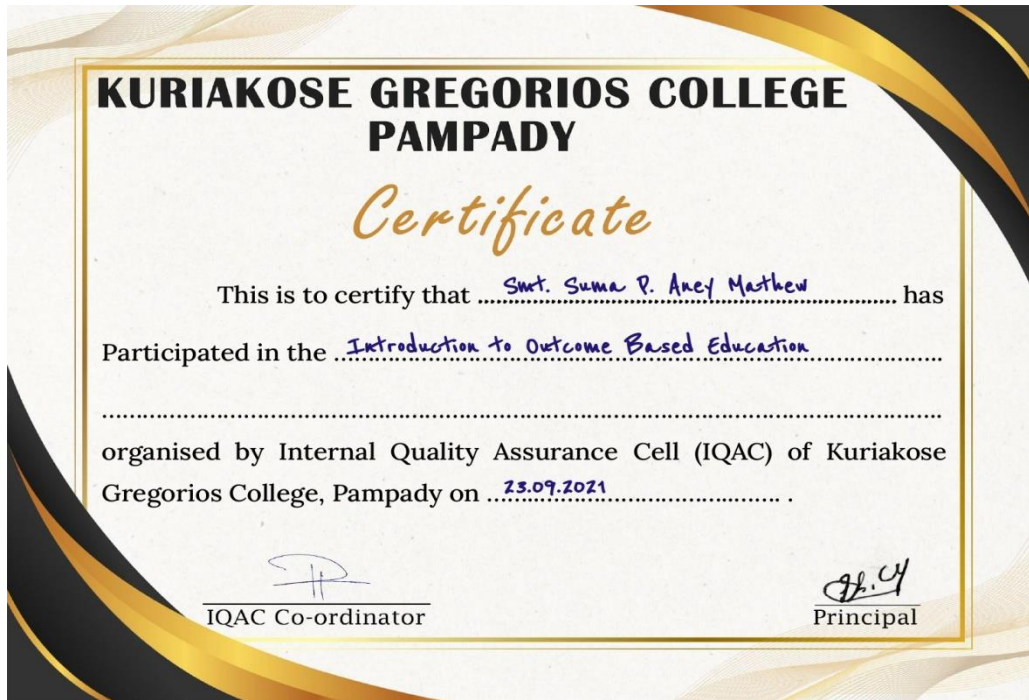 KURIAKOSE GREGORIOS COLLEGE
PAMPADY
Certificate
This is to certify that Smt. Suma P. Aney Mathew has
Participated in the Introduction to Outcome Based Education
organised by Internal Quality Assurance Cell (IQAC) of Kuriakose
Gregorios College, Pampady on 23.09.2021 .
IQAC Co-ordinator
Principal